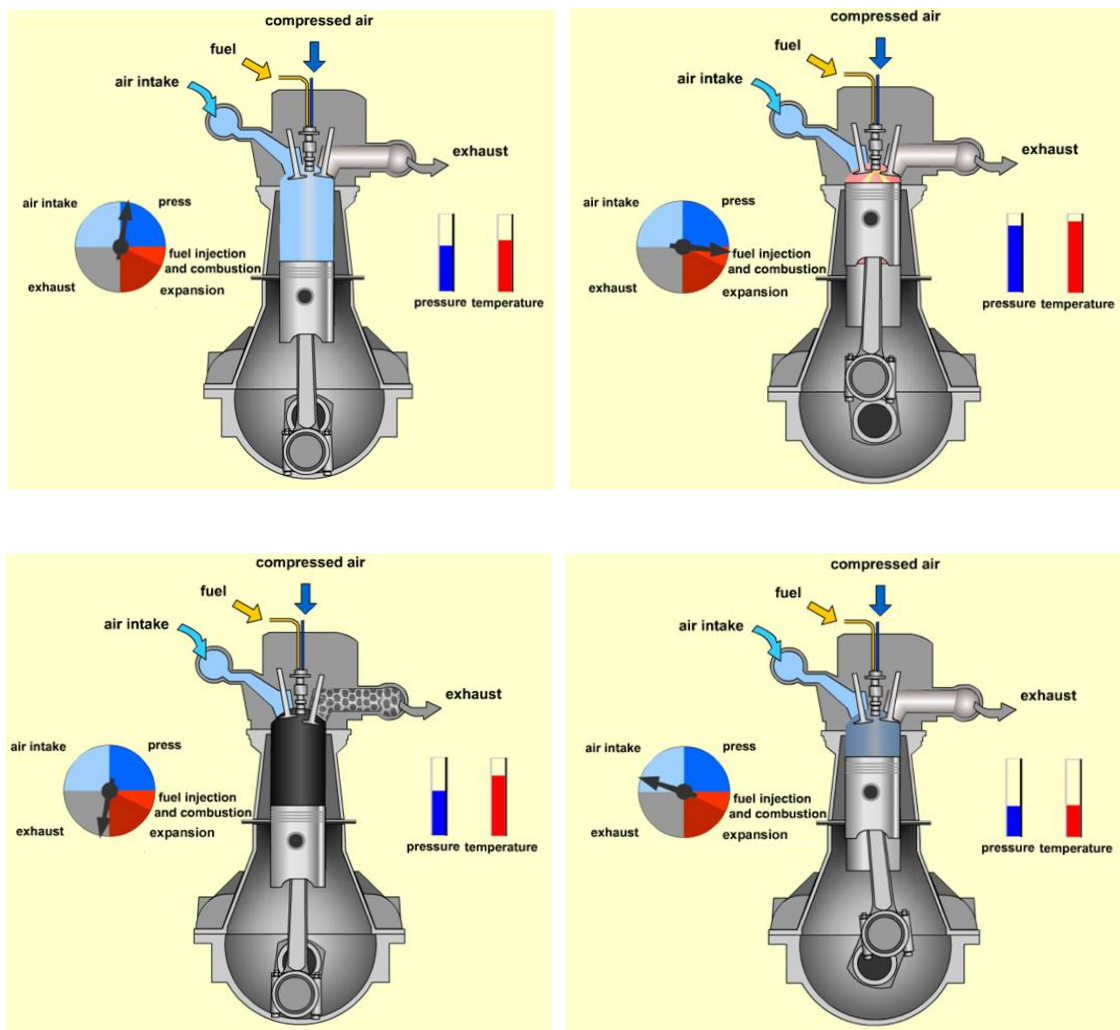 compressed air
fuel
air intake
exhaust
air intake
press
fuel injection
and combustion
exhaust
expansion
pressure
temperature
compressed air
fuel
air intake
exhaust
air intake
press
fuel injection
and combustion
exhaust
expansion
pressure
temperature
compressed air
fuel
air intake
exhaust
air intake
press
fuel injection
and combustion
exhaust
expansion
pressure
temperature
compressed air
fuel
air intake
exhaust
air intake
press
fuel injection
and combustion
exhaust
expansion
pressure
temperature